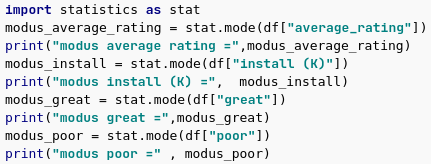 import statistics as stat
modus_average_rating = stat.mode(df["average_rating"])
print("modus average rating =",modus_average_rating)
modus_install = stat.mode(df["install (K)"])
print("modus install (K) =",  modus_install)
modus_great = stat.mode(df["great"])
print("modus great =",modus_great)
modus_poor = stat.mode(df["poor"])
print("modus poor =" , modus_poor)